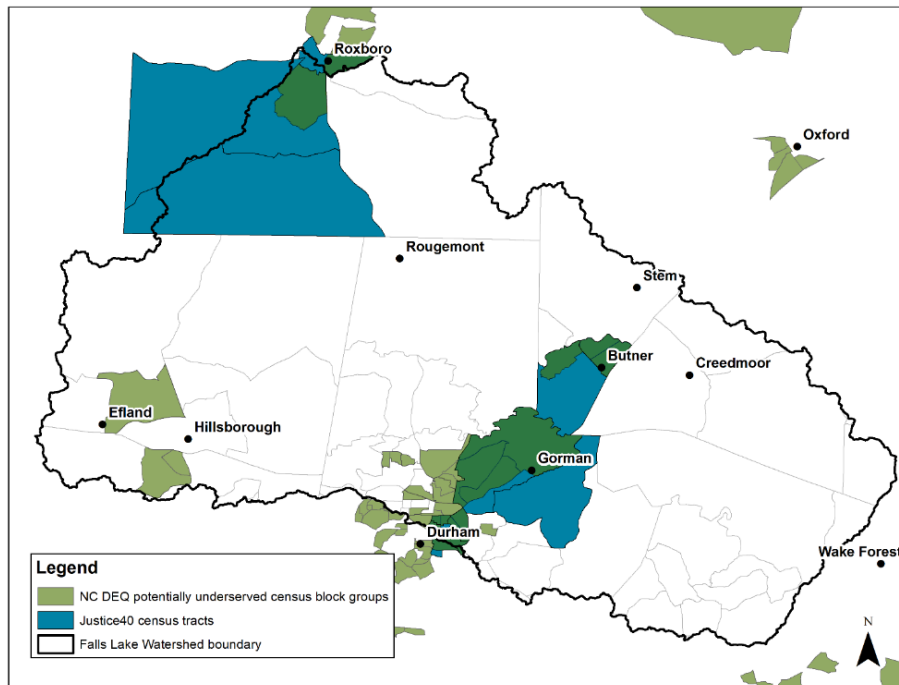 Roxboro
Oxford
Rougemont
Stem
Butner
Creedmoor
Efland
Hillsborough
Gorman
Durham
Wake Forest
Legend
NC DEQ potentially underserved census block groups
Justice40 census tracts
Falls Lake Watershed boundary
N